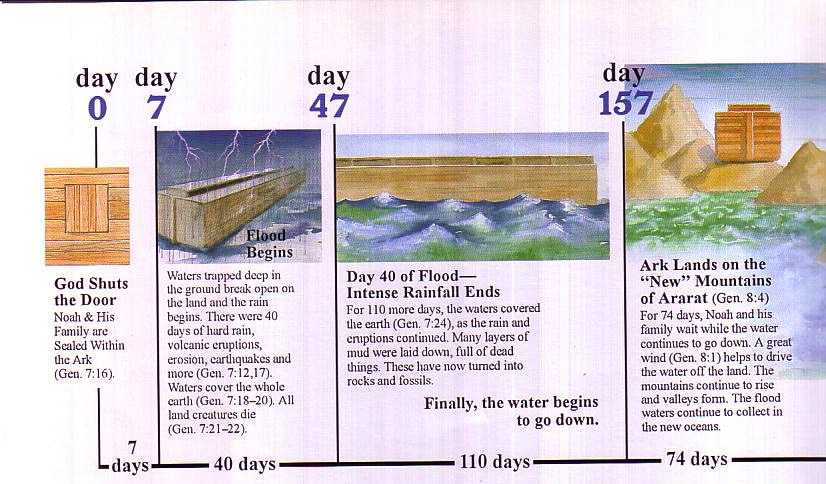 day
0
day
7
day
47
day
157
God Shuts
the Door
Noah & His
Family are
Sealed Within
the Ark
(Gen. 7:16).
Flood
Begins
Waters trapped deep in
the ground break open on
the land and the rain
begins. There were 40
days of hard rain,
volcanic eruptions,
erosion, earthquakes and
more (Gen. 7:12,17).
Waters cover the whole
earth (Gen. 7:18–20). All
land creatures die
(Gen. 7:21–22).
Day 40 of Flood—
Intense Rainfall Ends
For 110 more days, the waters covered
the earth (Gen. 7:24), as the rain and
eruptions continued. Many layers of
mud were laid down, full of dead
things. These have now turned into
rocks and fossils.
Finally, the water begins
to go down.
Ark Lands on the
“New” Mountains
of Ararat (Gen. 8:4)
For 74 days, Noah and his
family wait while the water
continues to go down. A great
wind (Gen. 8:1) helps to drive
the water off the land. The
mountains continue to rise
and valleys form. The flood
waters continue to collect in
the new oceans.
7
days
40 days
110 days
74 days